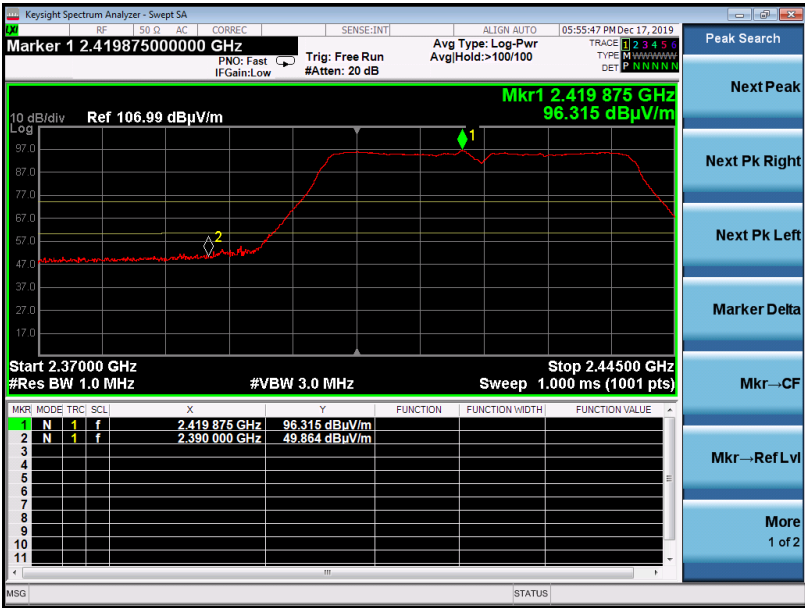 Keysight Spectrum Analyzer - Swept SA
LXI RF 50 Ω AC CORREC SENSE:INT ALIGN AUTO 05:55:47 PM Dec 17, 2019
Marker 1 2.419875000000 GHz
PNO: Fast
IFGain:Low
Trig: Free Run
#Atten: 20 dB
Avg Type: Log-Pwr
Avg|Hold:>100/100
TRACE 1 2 3 4 5 6
TYPE M WWWWW
DET P N N N N N
Peak Search
Mkr1 2.419 875 GHz
96.315 dBµV/m
10 dB/div Ref 106.99 dBµV/m
Log
97.0
87.0
77.0
67.0
57.0
47.0
37.0
27.0
17.0
1
2
Start 2.37000 GHz Stop 2.44500 GHz
#Res BW 1.0 MHz #VBW 3.0 MHz Sweep 1.000 ms (1001 pts)
MKR MODE TRC SCL X Y FUNCTION FUNCTION WIDTH FUNCTION VALUE
1 N 1 f 2.419 875 GHz 96.315 dBµV/m
2 N 1 f 2.390 000 GHz 49.864 dBµV/m
3
4
5
6
7
8
9
10
11
MSG STATUS
Next Peak
Next Pk Right
Next Pk Left
Marker Delta
Mkr→CF
Mkr→Ref Lvl
More
1 of 2